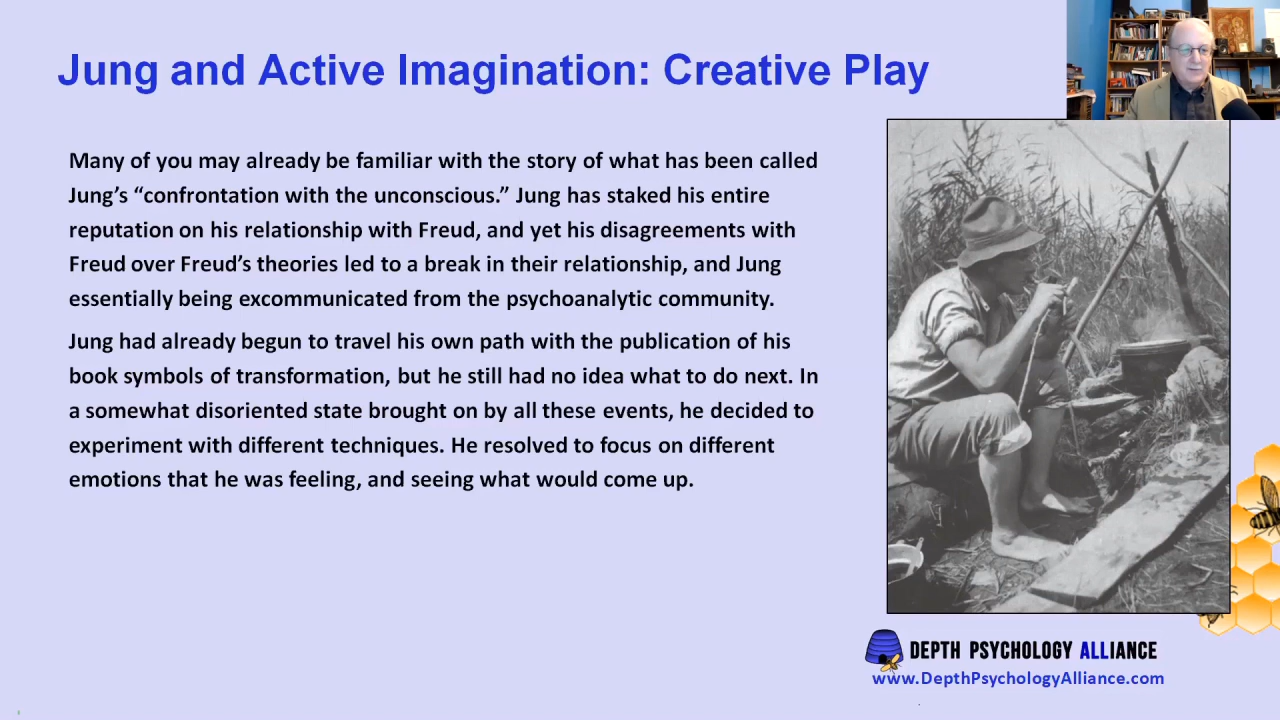 Jung and Active Imagination: Creative Play
Many of you may already be familiar with the story of what has been called
Jung’s “confrontation with the unconscious.” Jung has staked his entire
reputation on his relationship with Freud, and yet his disagreements with
Freud over Freud’s theories led to a break in their relationship, and Jung
essentially being excommunicated from the psychoanalytic community.
Jung had already begun to travel his own path with the publication of his
book symbols of transformation, but he still had no idea what to do next. In
a somewhat disoriented state brought on by all these events, he decided to
experiment with different techniques. He resolved to focus on different
emotions that he was feeling, and seeing what would come up.
DEPTH PSYCHOLOGY ALLIANCE
www.DepthPsychologyAlliance.com